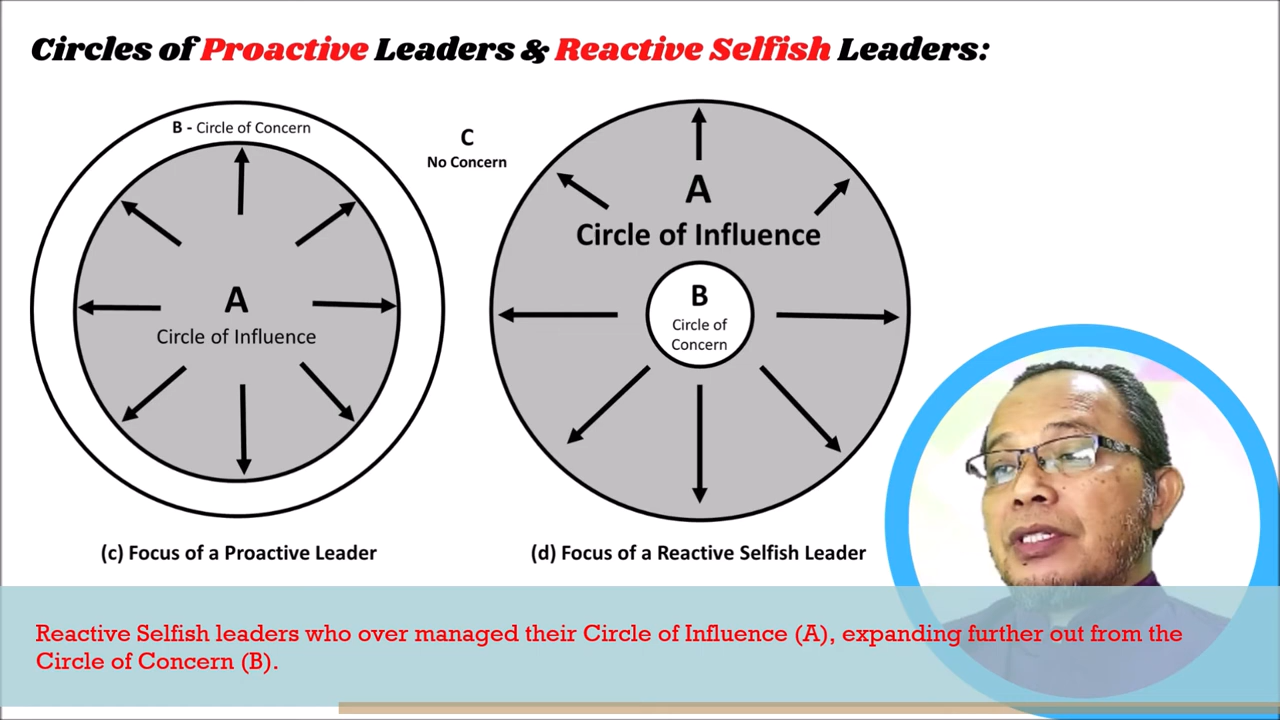 Circles of Proactive Leaders & Reactive Selfish Leaders:
B - Circle of Concern
A
Circle of Influence
(c) Focus of a Proactive Leader
C
No Concern
A
Circle of Influence
B
Circle of
Concern
(d) Focus of a Reactive Selfish Leader
Reactive Selfish leaders who over managed their Circle of Influence (A), expanding further out from the
Circle of Concern (B).